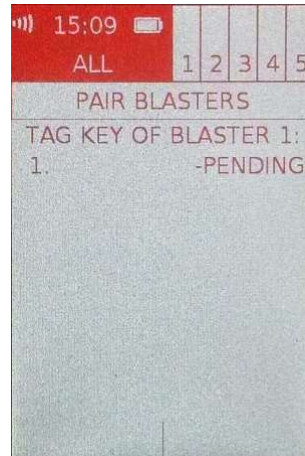 15:09
ALL 1 2 3 4 5
PAIR BLASTERS
TAG KEY OF BLASTER 1:
1. -PENDING